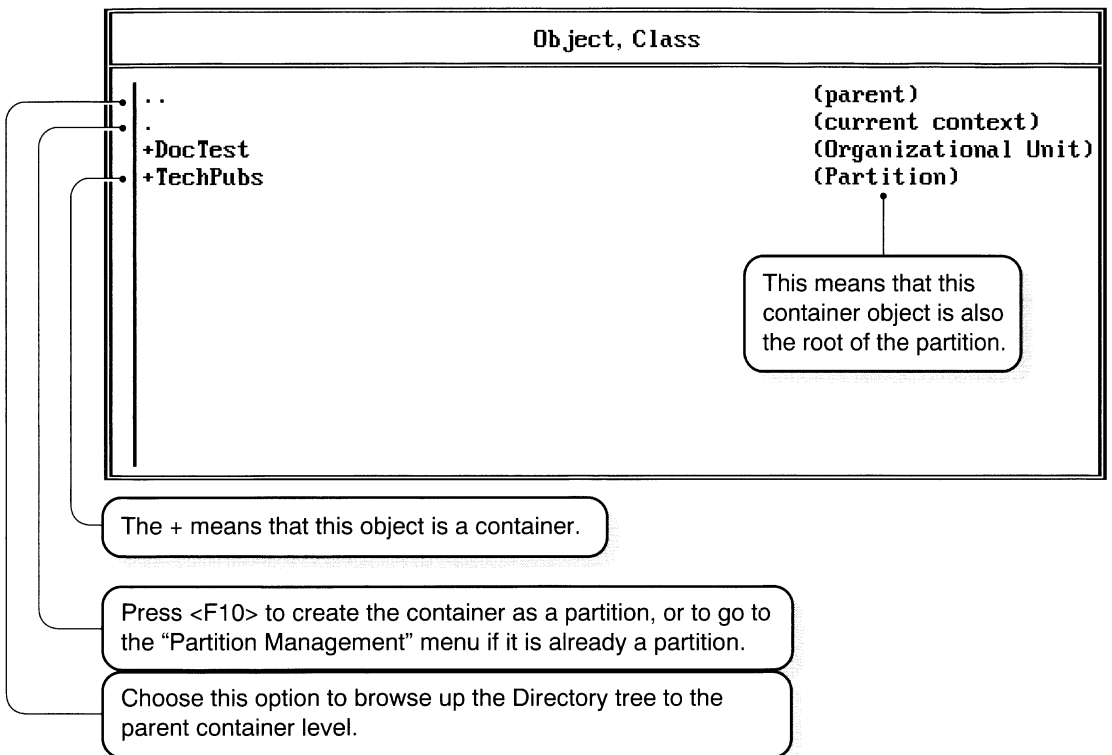 Object, Class
.. (parent)
. (current context)
+DocTest (Organizational Unit)
+TechPubs (Partition)
This means that this
container object is also
the root of the partition.
The + means that this object is a container.
Press <F10> to create the container as a partition, or to go to
the “Partition Management” menu if it is already a partition.
Choose this option to browse up the Directory tree to the
parent container level.